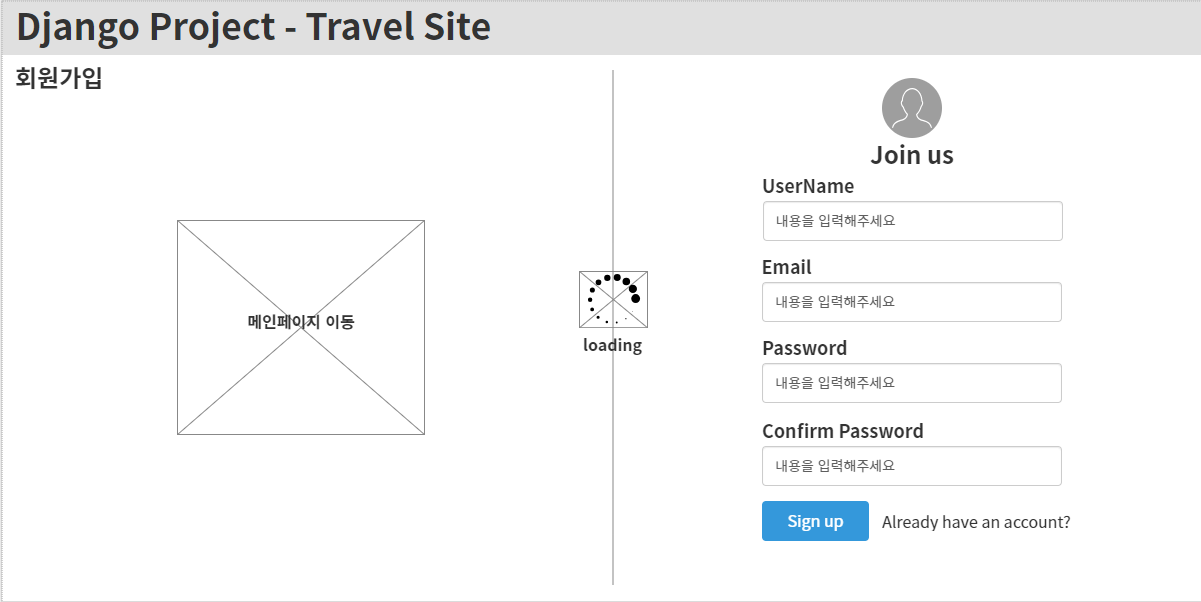 Django Project - Travel Site
회원가입
메인페이지 이동
loading
Join us
UserName
내용을 입력해주세요
Email
내용을 입력해주세요
Password
내용을 입력해주세요
Confirm Password
내용을 입력해주세요
Sign up
Already have an account?